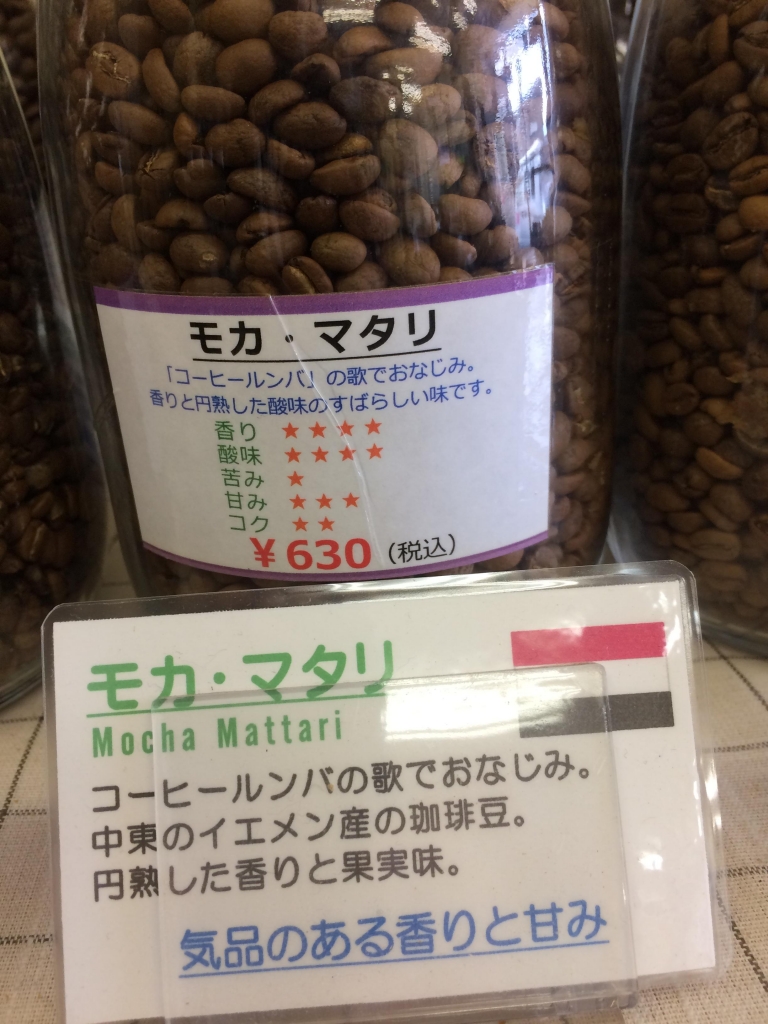 モカ・マタリ
「コーヒールンバ」の歌でおなじみ。
香りと円熟した酸味のすばらしい味です。
香り ★★★★
酸味 ★★★★
苦み ★
甘み ★★★
コク ★★
¥630(税込)
モカ・マタリ
Mocha Mattari
コーヒールンバの歌でおなじみ。
中東のイエメン産の珈琲豆。
円熟した香りと果実味。
気品のある香りと甘み